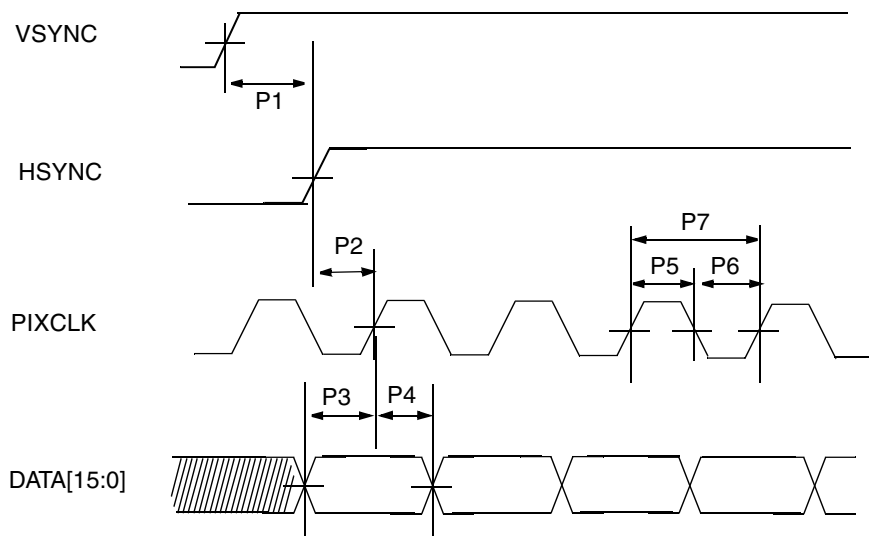 VSYNC
P1
HSYNC
P2
P7
P5 P6
PIXCLK
P3 P4
DATA[15:0]